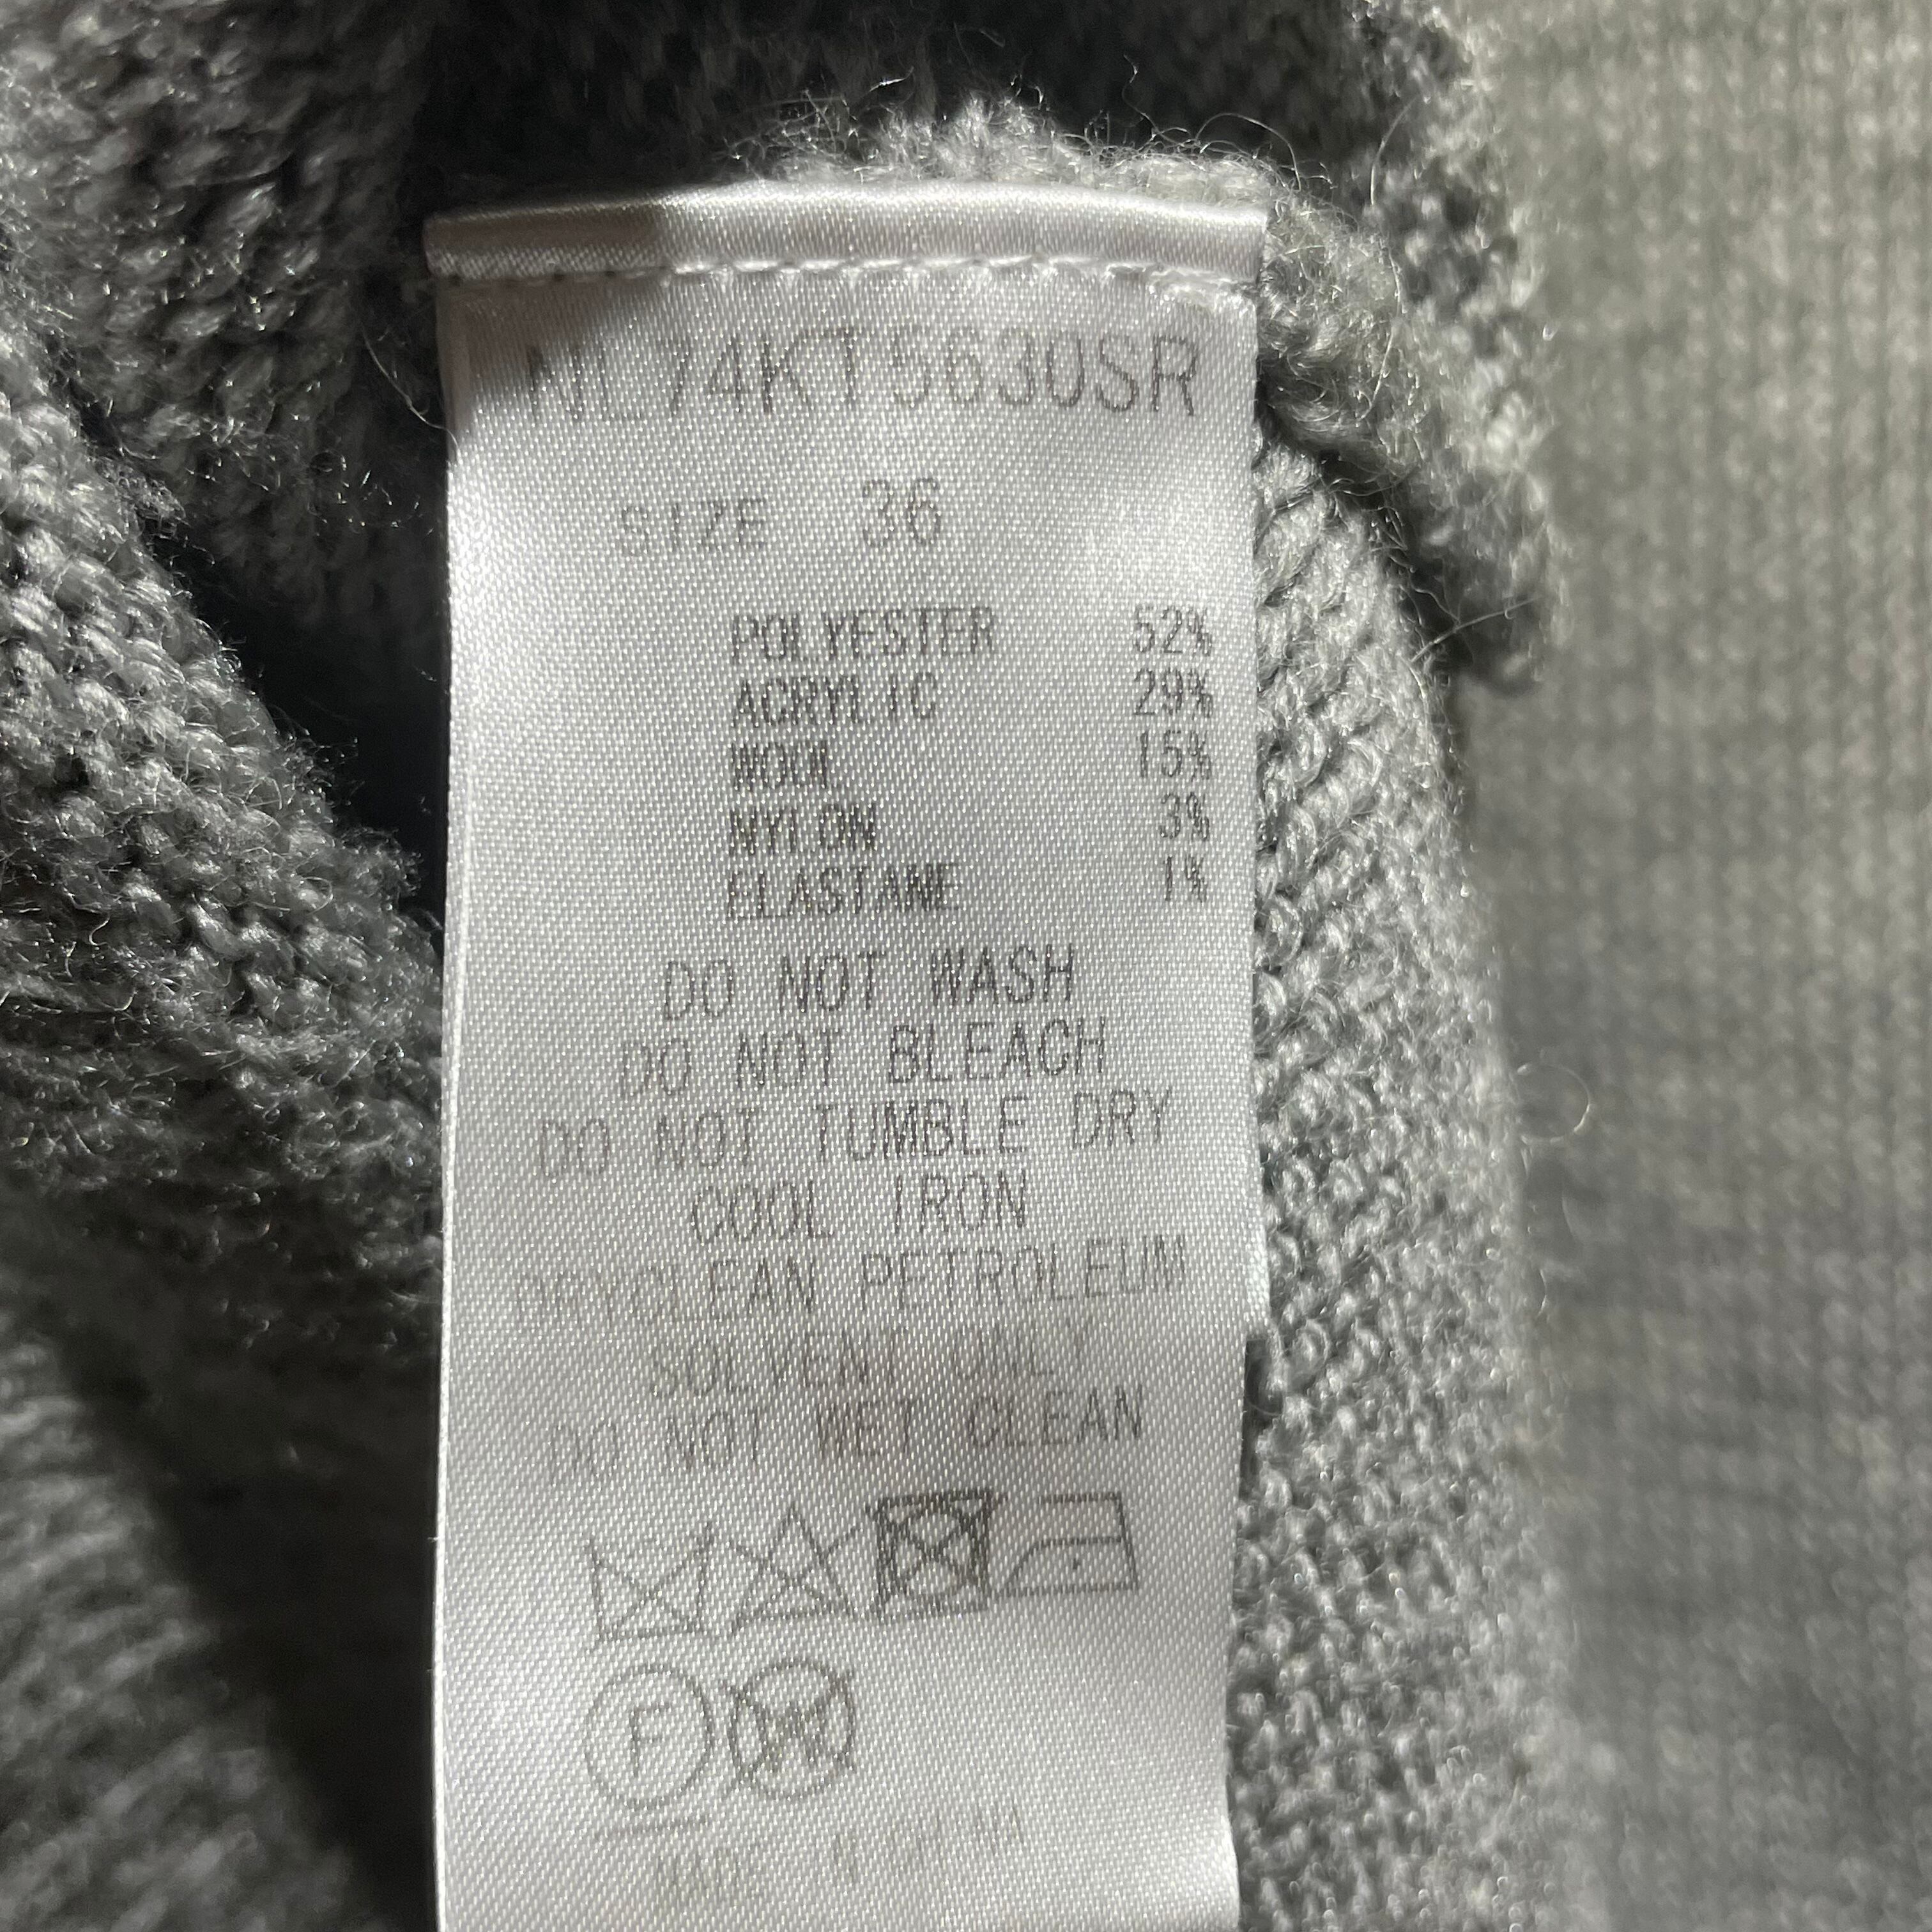 NL74KT5630SR
SIZE 36
POLYESTER 52%
ACRYLIC 29%
WOOL 15%
NYLON 3%
ELASTANE 1%
DO NOT WASH
DO NOT BLEACH
DO NOT TUMBLE DRY
COOL IRON
DRYCLEAN PETROLEUM
SOLVENT ONLY
DO NOT WET CLEAN
F W
MADE